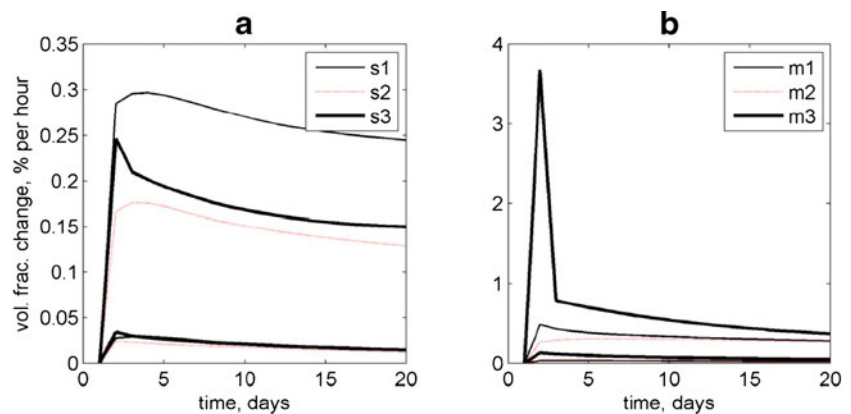 a
b
0.35
0.3
0.25
0.2
0.15
0.1
0.05
0
vol. frac. change, % per hour
s1
s2
s3
0 5 10 15 20
time, days
4
3
2
1
0
m1
m2
m3
0 5 10 15 20
time, days